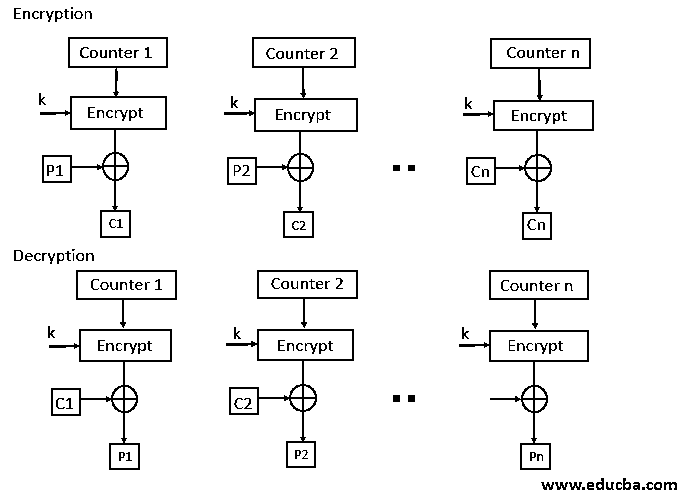 Encryption
Counter 1 Counter 2 Counter n
k Encrypt k Encrypt k Encrypt
P1 P2 Cn
C1 C2 Cn
Decryption
Counter 1 Counter 2 Counter n
k Encrypt k Encrypt k Encrypt
C1 C2
P1 P2 Pn
www.educba.com